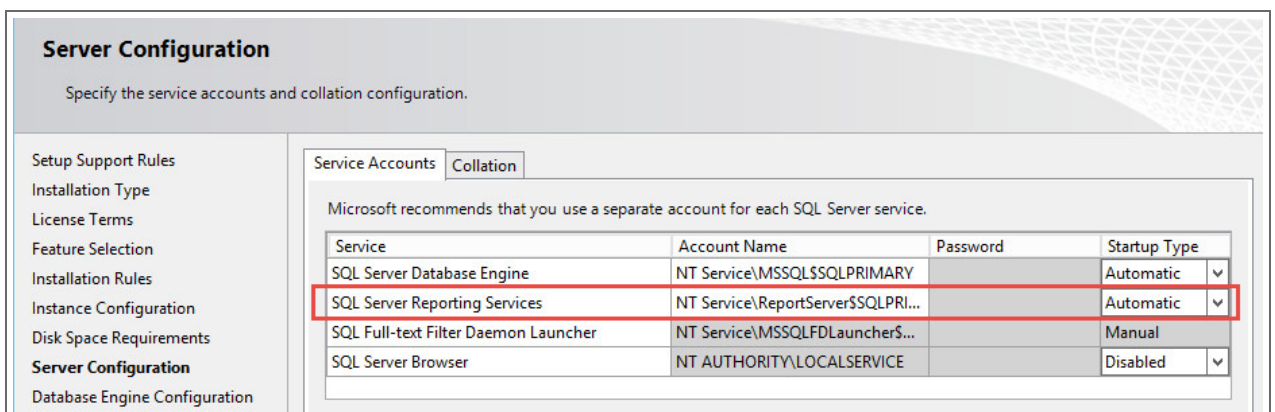 Server Configuration
Specify the service accounts and collation configuration.
Setup Support Rules
Installation Type
License Terms
Feature Selection
Installation Rules
Instance Configuration
Disk Space Requirements
Server Configuration
Database Engine Configuration
Service Accounts Collation
Microsoft recommends that you use a separate account for each SQL Server service.
Service Account Name Password Startup Type
SQL Server Database Engine NT Service\MSSQL$SQLPRIMARY Automatic
SQL Server Reporting Services NT Service\ReportServer$SQLPRI... Automatic
SQL Full-text Filter Daemon Launcher NT Service\MSSQLFDLauncher$... Manual
SQL Server Browser NT AUTHORITY\LOCALSERVICE Disabled